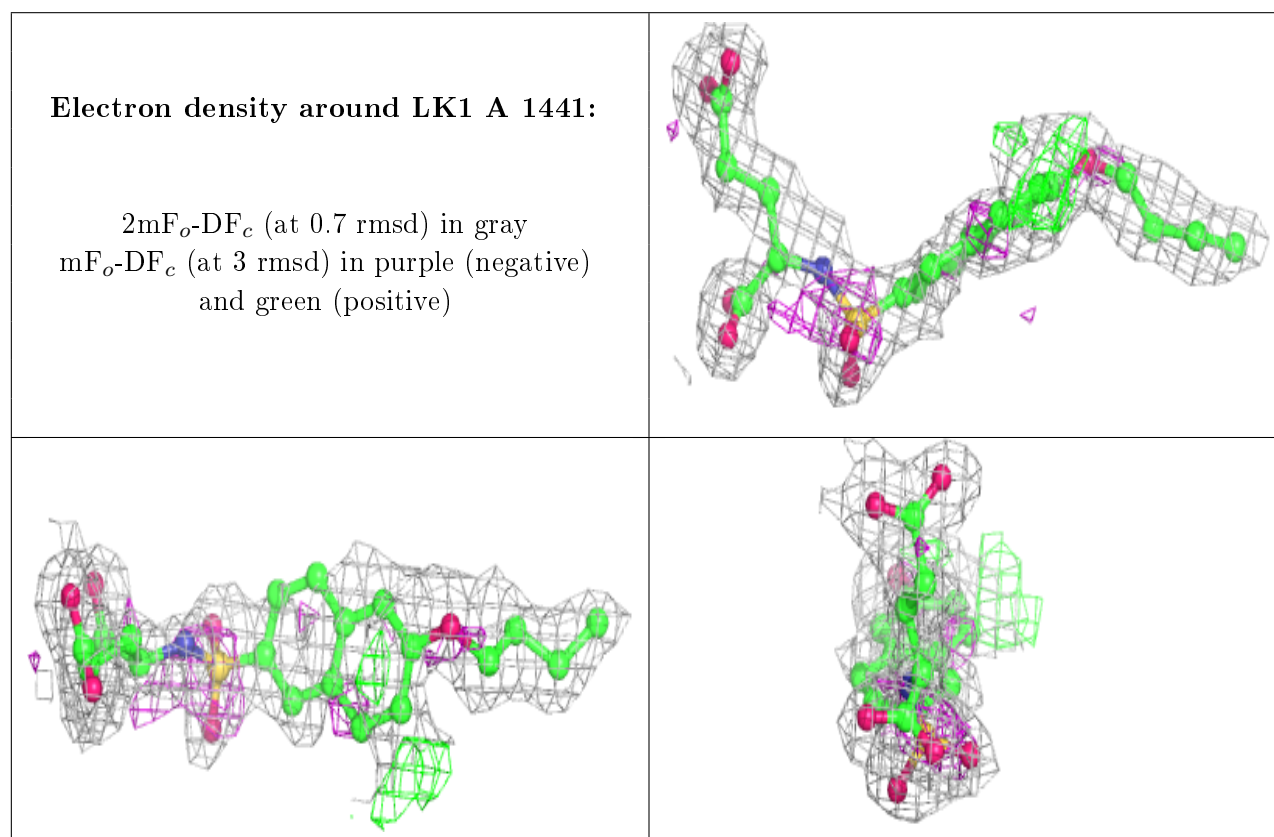 Electron density around LK1 A 1441:
2mFₒ-DF𝒸 (at 0.7 rmsd) in gray
mFₒ-DF𝒸 (at 3 rmsd) in purple (negative)
and green (positive)